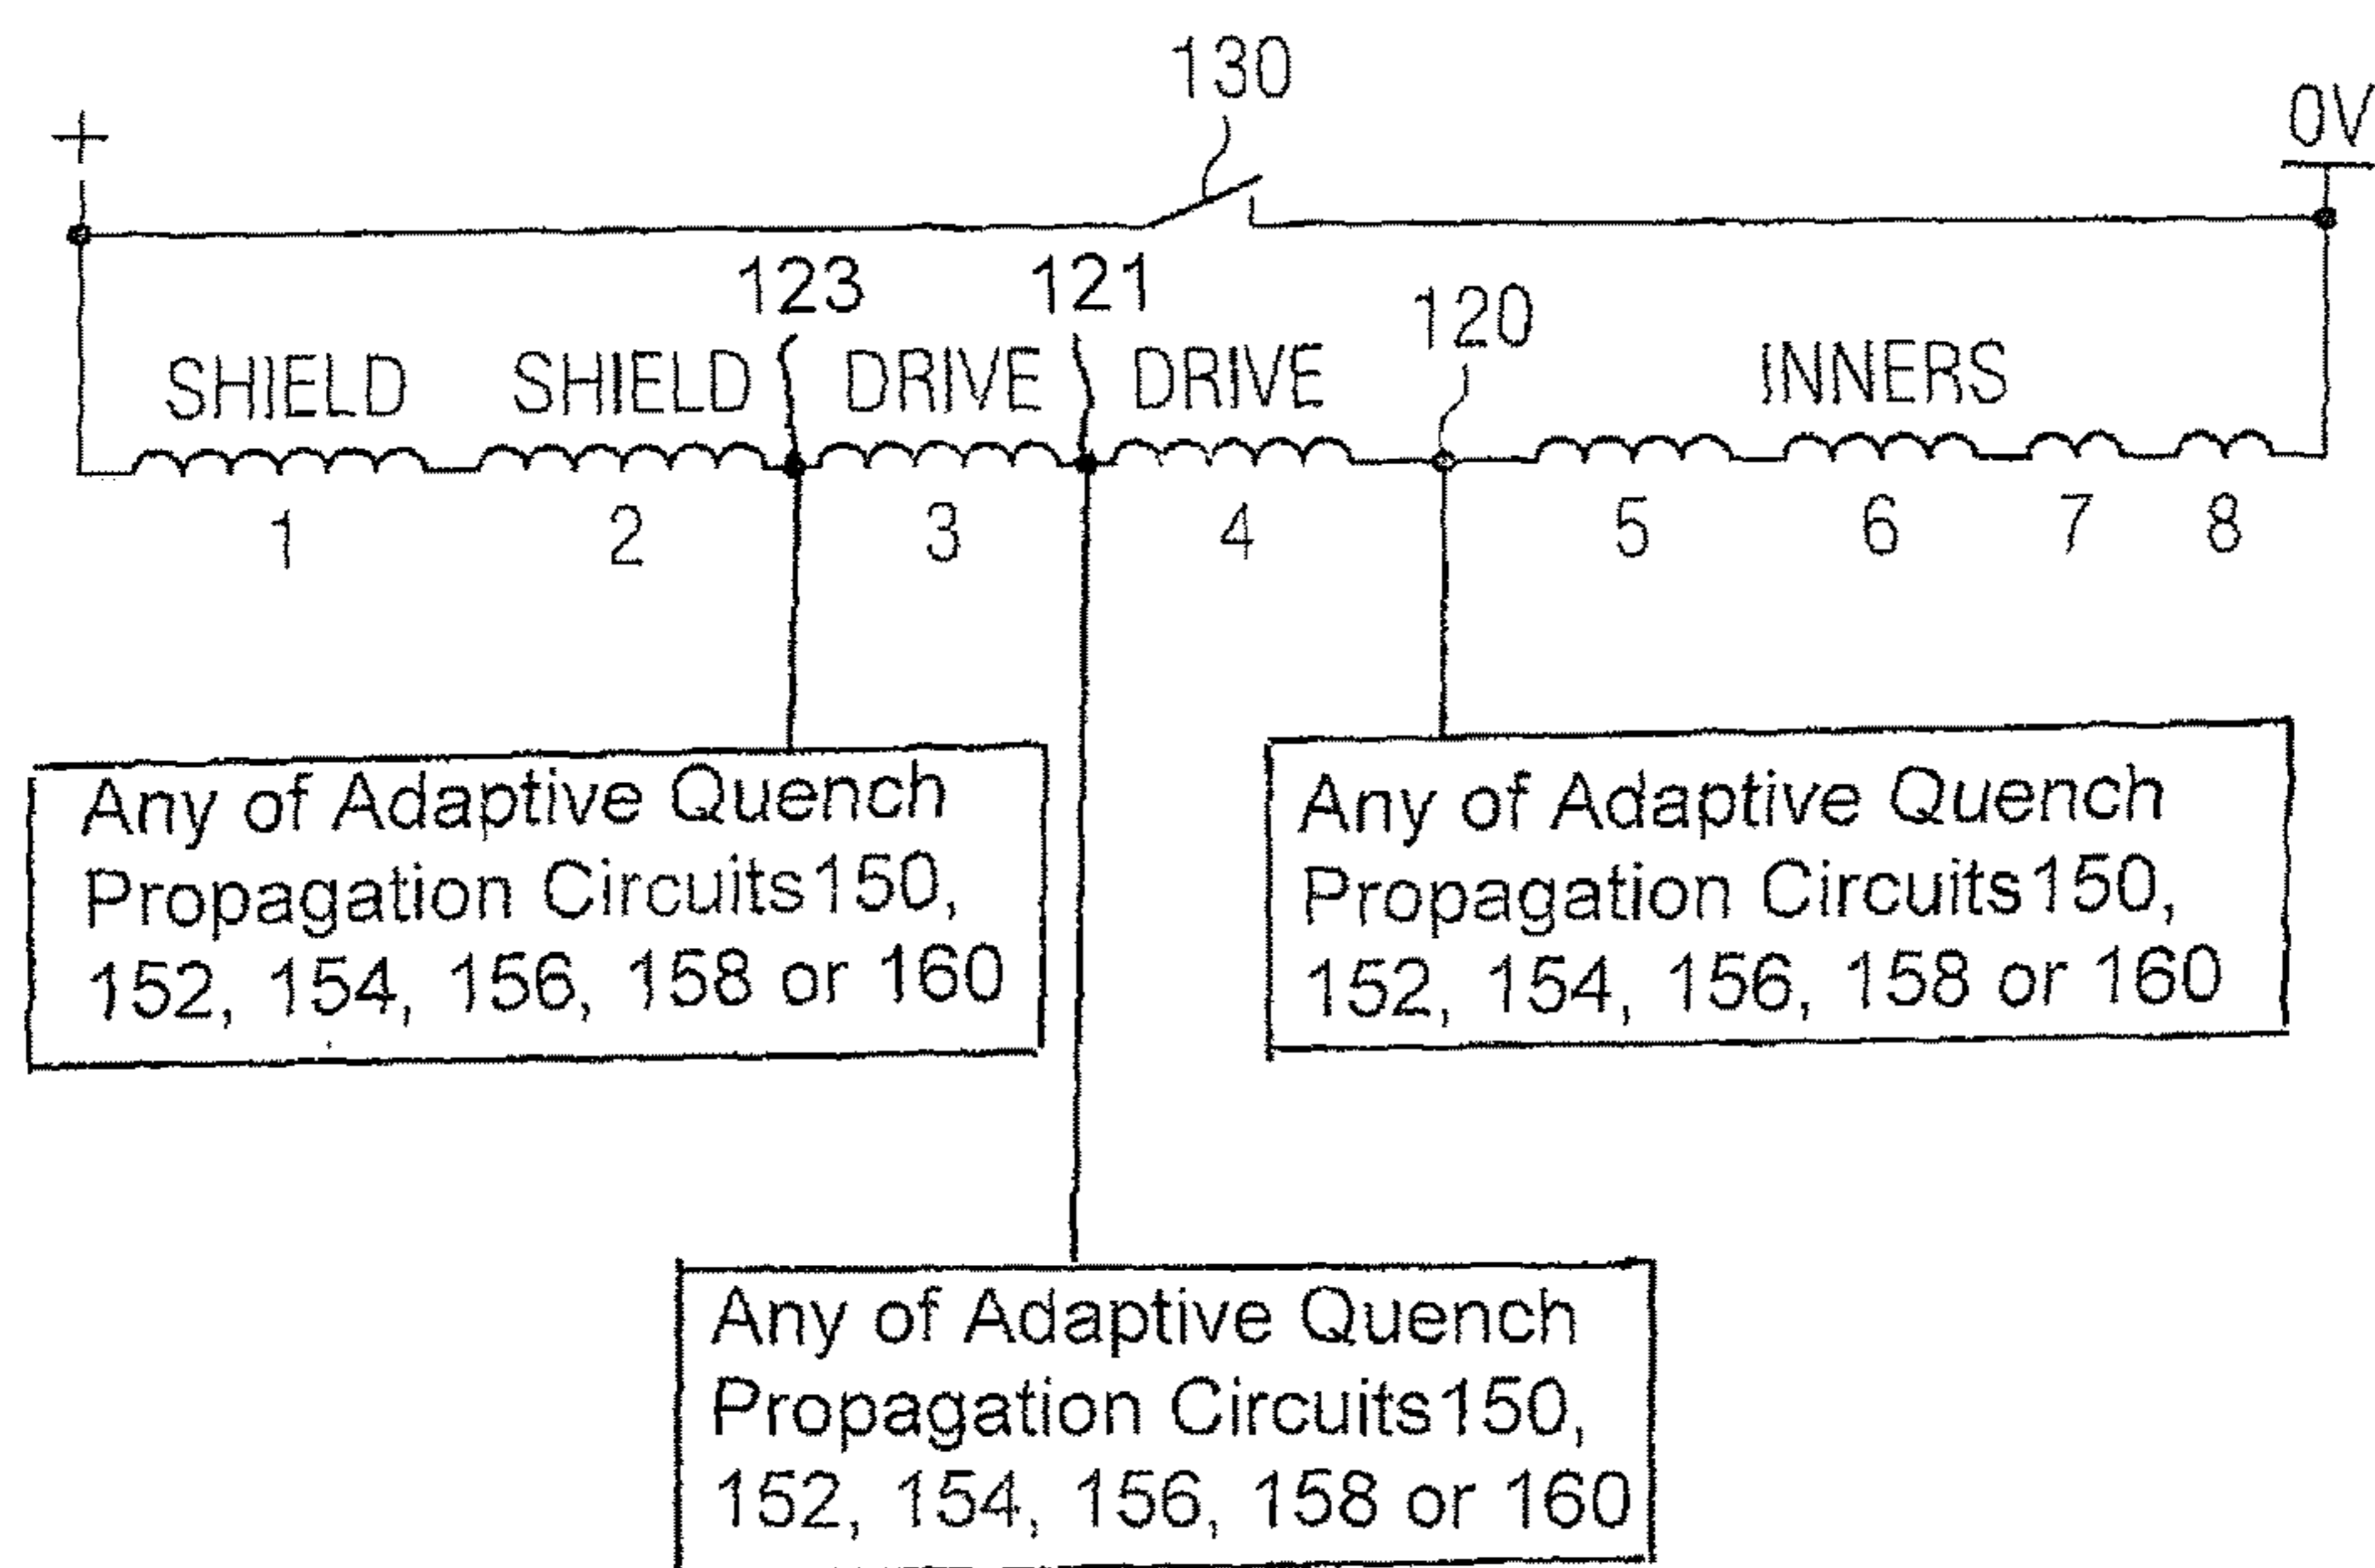 130
+
0V
123 121 120
SHIELD SHIELD DRIVE DRIVE INNERS
1 2 3 4 5 6 7 8
Any of Adaptive Quench
Propagation Circuits150,
152, 154, 156, 158 or 160
Any of Adaptive Quench
Propagation Circuits150,
152, 154, 156, 158 or 160
Any of Adaptive Quench
Propagation Circuits150,
152, 154, 156, 158 or 160